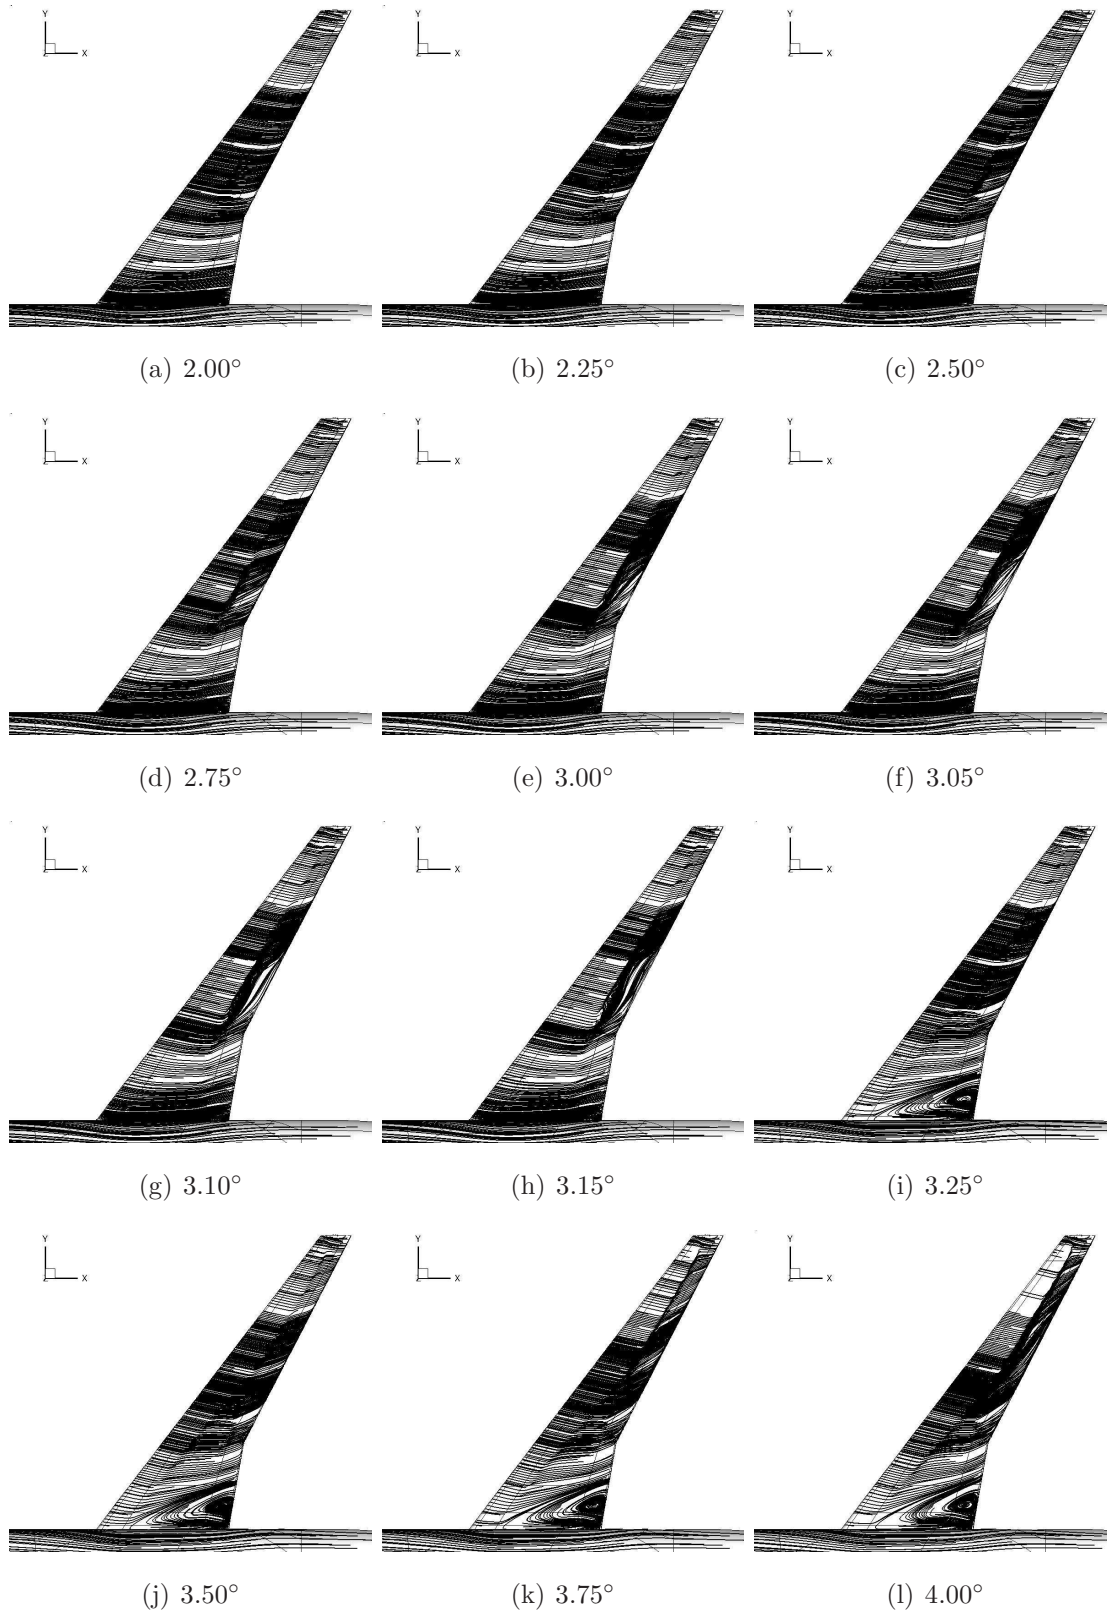 Y Y Y
Z X Z X Z X
(a) 2.00° (b) 2.25° (c) 2.50°
Y Y Y
Z X Z X Z X
(d) 2.75° (e) 3.00° (f) 3.05°
Y Y Y
Z X Z X Z X
(g) 3.10° (h) 3.15° (i) 3.25°
Y Y Y
Z X Z X Z X
(j) 3.50° (k) 3.75° (l) 4.00°